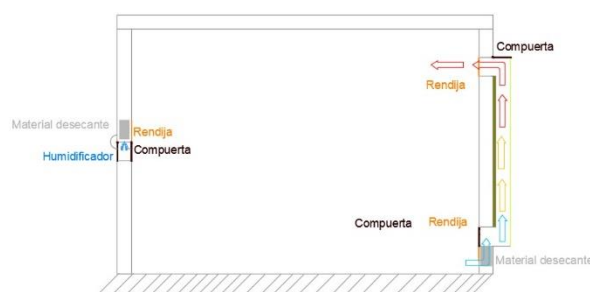 Compuerta
Rendija
Material desecante
Rendija
Compuerta
Humidificador
Compuerta
Rendija
Material desecante